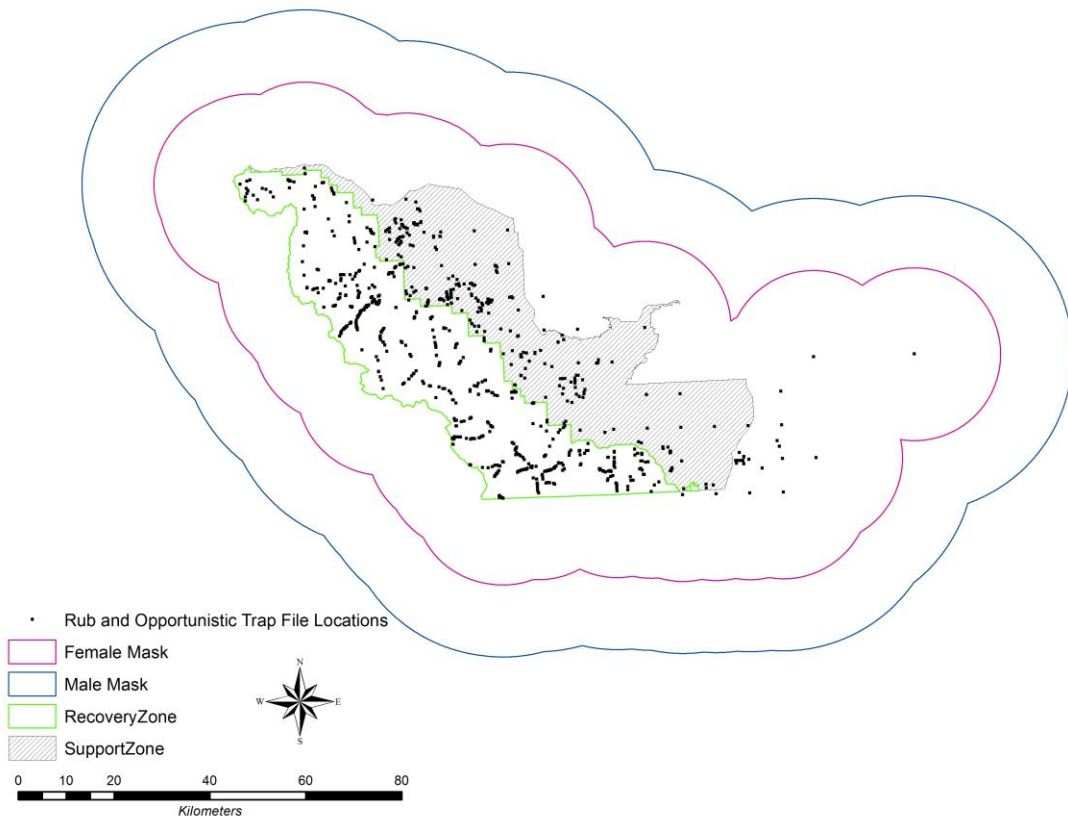 Rub and Opportunistic Trap File Locations
Female Mask
Male Mask
RecoveryZone
SupportZone
N
W E
S
0 10 20 40 60 80
Kilometers